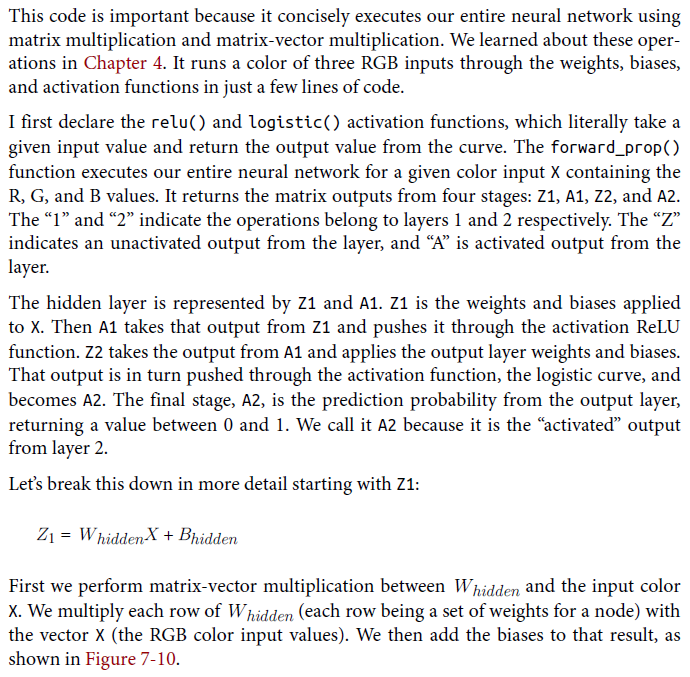 This code is important because it concisely executes our entire neural network using
matrix multiplication and matrix-vector multiplication. We learned about these oper-
ations in Chapter 4. It runs a color of three RGB inputs through the weights, biases,
and activation functions in just a few lines of code.
I first declare the relu() and logistic() activation functions, which literally take a
given input value and return the output value from the curve. The forward_prop()
function executes our entire neural network for a given color input X containing the
R, G, and B values. It returns the matrix outputs from four stages: Z1, A1, Z2, and A2.
The “1” and “2” indicate the operations belong to layers 1 and 2 respectively. The “Z”
indicates an unactivated output from the layer, and “A” is activated output from the
layer.
The hidden layer is represented by Z1 and A1. Z1 is the weights and biases applied
to X. Then A1 takes that output from Z1 and pushes it through the activation ReLU
function. Z2 takes the output from A1 and applies the output layer weights and biases.
That output is in turn pushed through the activation function, the logistic curve, and
becomes A2. The final stage, A2, is the prediction probability from the output layer,
returning a value between 0 and 1. We call it A2 because it is the “activated” output
from layer 2.
Let’s break this down in more detail starting with Z1:
Z₁ = W_hidden X + B_hidden
First we perform matrix-vector multiplication between W_hidden and the input color
X. We multiply each row of W_hidden (each row being a set of weights for a node) with
the vector X (the RGB color input values). We then add the biases to that result, as
shown in Figure 7-10.